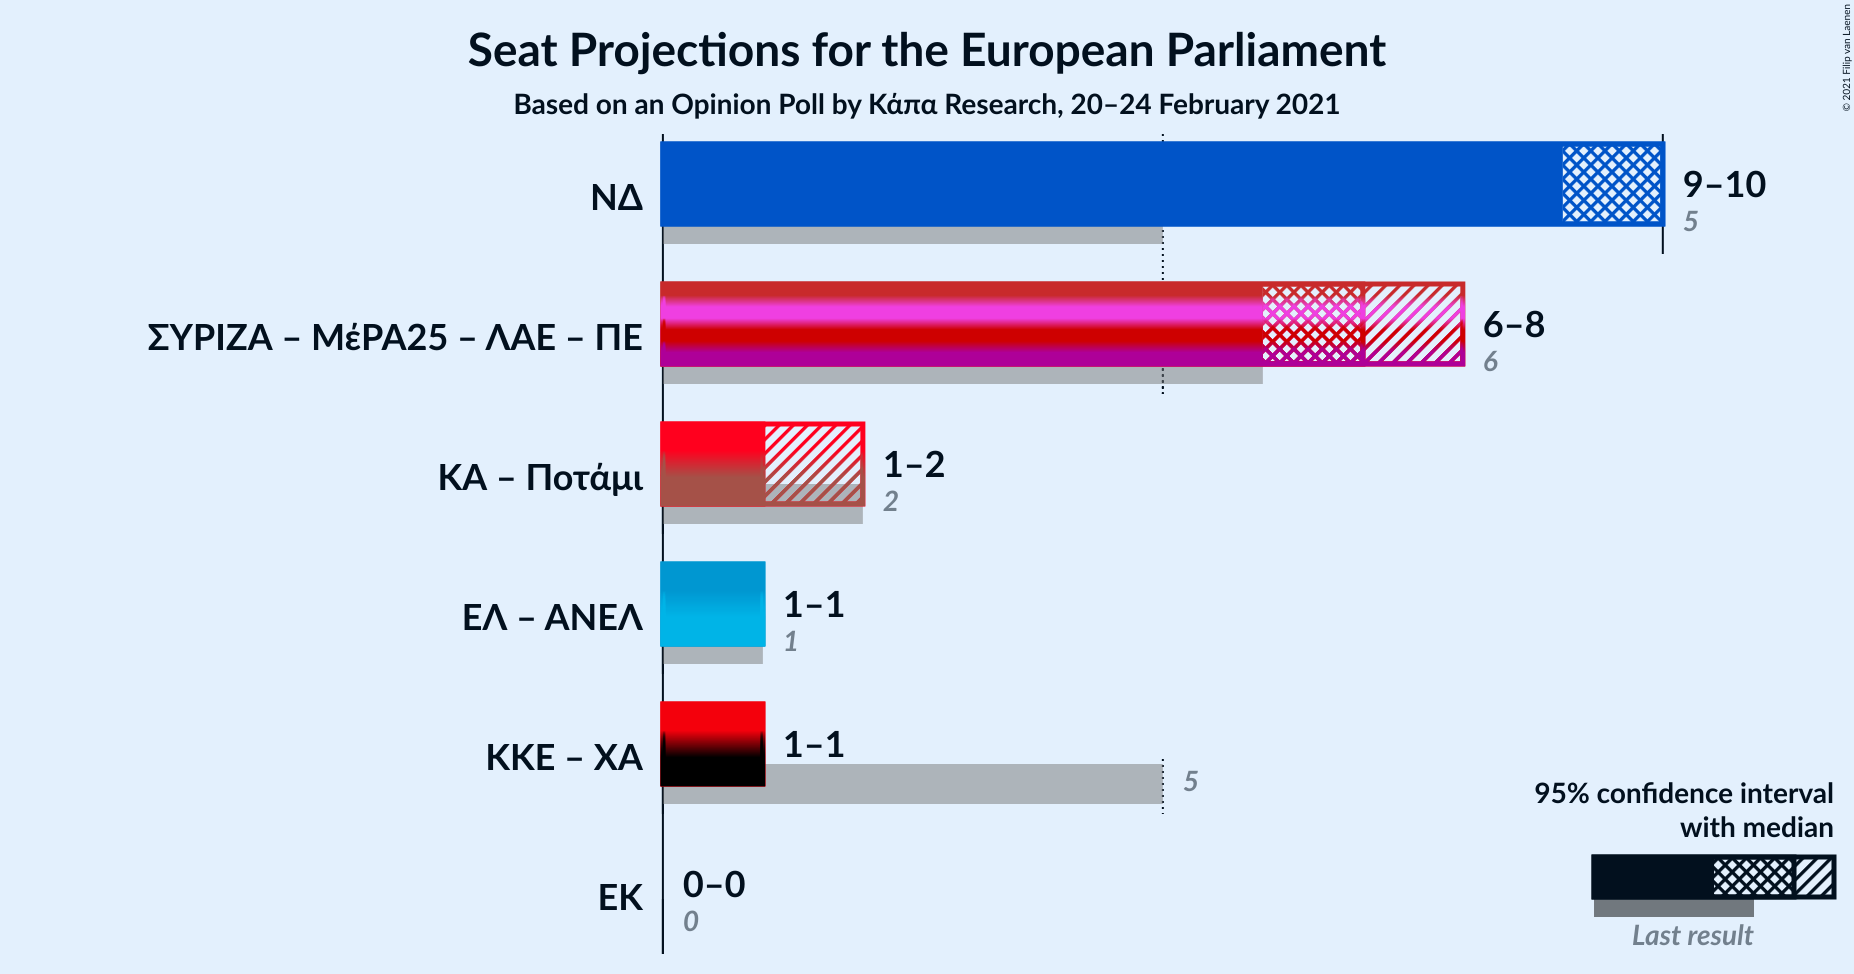 Seat Projections for the European Parliament
Based on an Opinion Poll by Κάπα Research, 20–24 February 2021
© 2021 Filip van Laenen
ΝΔ
9–10
5
ΣΥΡΙΖΑ – ΜέΡΑ25 – ΛΑΕ – ΠΕ
6–8
6
ΚΑ – Ποτάμι
1–2
2
ΕΛ – ΑΝΕΛ
1–1
1
ΚΚΕ – ΧΑ
1–1
5
ΕΚ
0–0
0
95% confidence interval
with median
Last result